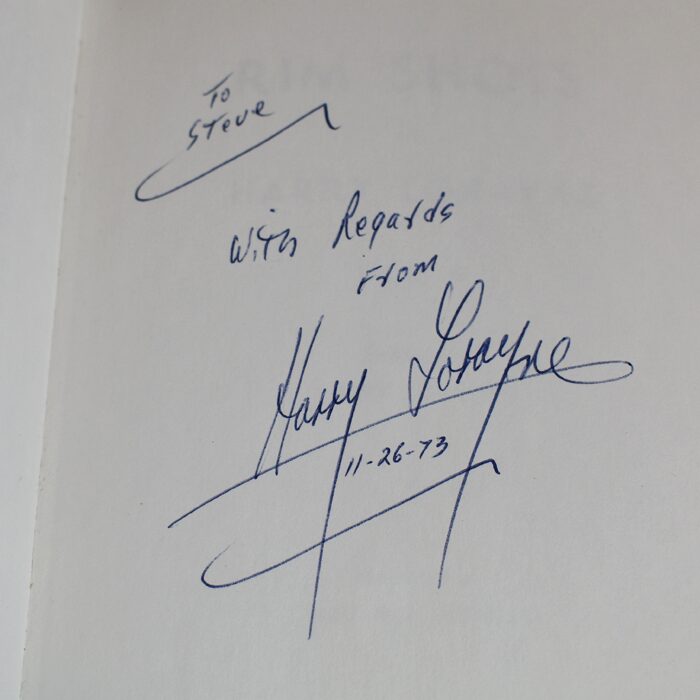 To
Steve
With Regards
From
Harry Lorayne
11-26-73